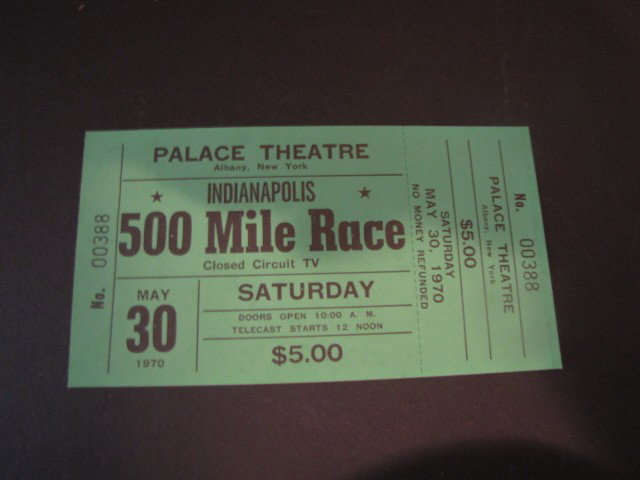 PALACE THEATRE
Albany, New York
★ INDIANAPOLIS ★
500 Mile Race
Closed Circuit TV
MAY
30
1970
SATURDAY
DOORS OPEN 10:00 A. M.
TELECAST STARTS 12 NOON
$5.00
No. 00388
SATURDAY
MAY 30, 1970
NO MONEY REFUNDED
$5.00
PALACE THEATRE
Albany, New York
No. 00388